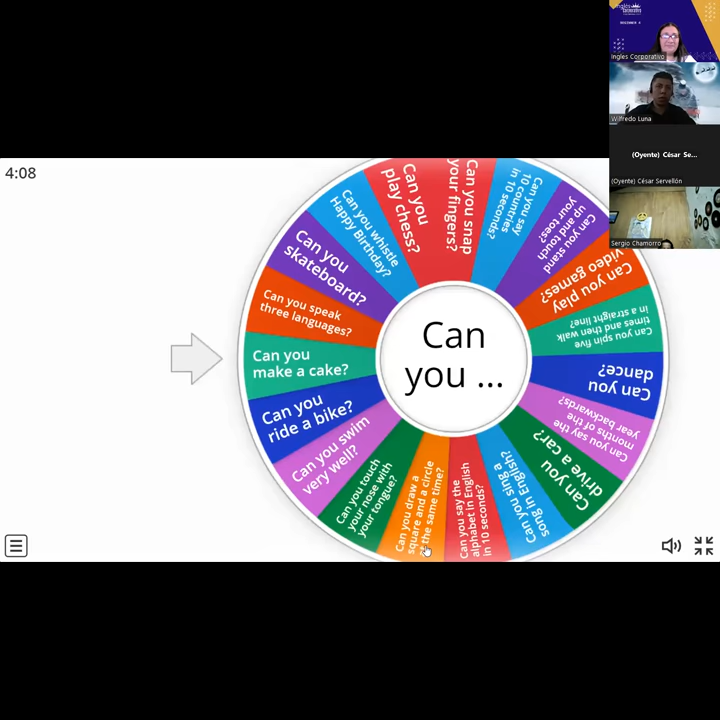 4:08
Can
you ...
Can you
make a cake?
Can you speak
three languages?
Can you
skateboard?
Can you whistle
Happy Birthday?
Can you
play chess?
Can you snap
your fingers?
Can you say
10 countries
in 10 seconds?
Can you stand
up and touch
your toes?
Can you play
video games?
Can you spin five
times and then walk
in a straight line?
Can you
dance?
Can you say the
months of the
year backwards?
Can you
drive a car?
Can you sing a
song in English?
Can you say the
alphabet in English
in 10 seconds?
Can you draw a
square and a circle
the same time?
Can you touch
your nose with
your tongue?
Can you swim
very well?
Can you
ride a bike?
Ingles Corporativo
Wilfredo Luna
(Oyente) César Se...
(Oyente) César Servellón
Sergio Chamorro